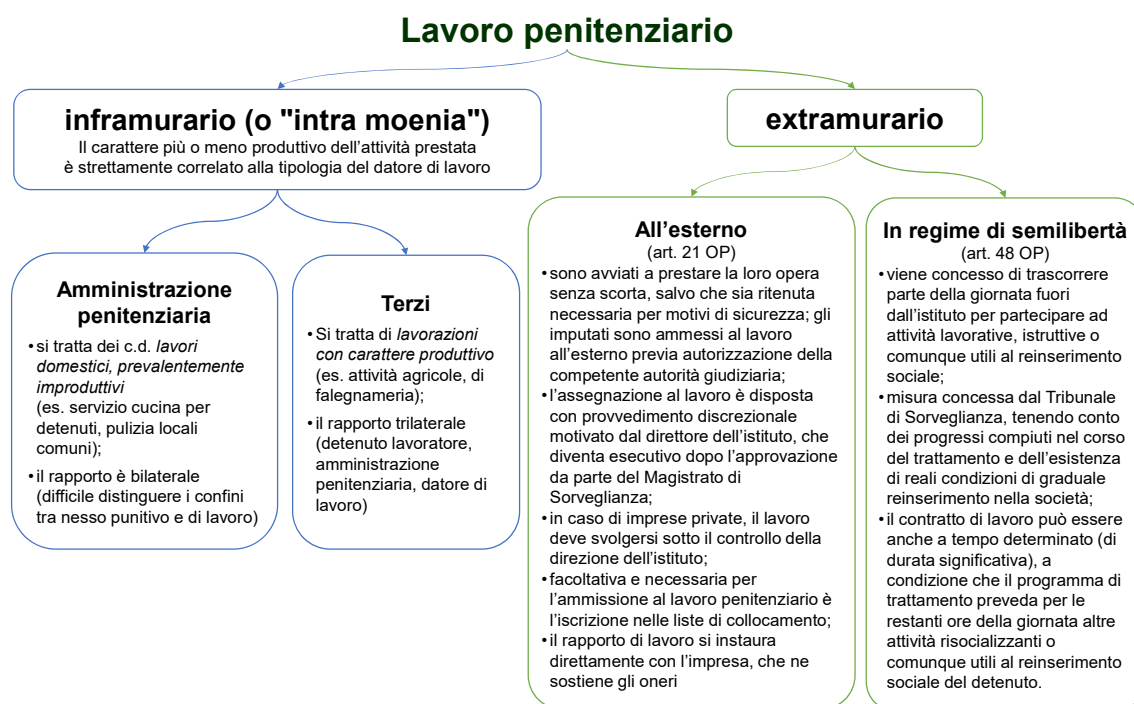 Lavoro penitenziario
inframurario (o "intra moenia")
Il carattere più o meno produttivo dell'attività prestata
è strettamente correlato alla tipologia del datore di lavoro
Amministrazione
penitenziaria
•si tratta dei c.d. lavori
domestici, prevalentemente
improduttivi
(es. servizio cucina per
detenuti, pulizia locali
comuni);
•il rapporto è bilaterale
(difficile distinguere i confini
tra nesso punitivo e di lavoro)
Terzi
•Si tratta di lavorazioni
con carattere produttivo
(es. attività agricole, di
falegnameria);
•il rapporto trilaterale
(detenuto lavoratore,
amministrazione
penitenziaria, datore di
lavoro)
extramurario
All'esterno
(art. 21 OP)
•sono avviati a prestare la loro opera
senza scorta, salvo che sia ritenuta
necessaria per motivi di sicurezza; gli
imputati sono ammessi al lavoro
all'esterno previa autorizzazione della
competente autorità giudiziaria;
•l'assegnazione al lavoro è disposta
con provvedimento discrezionale
motivato dal direttore dell'istituto, che
diventa esecutivo dopo l'approvazione
da parte del Magistrato di
Sorveglianza;
•in caso di imprese private, il lavoro
deve svolgersi sotto il controllo della
direzione dell'istituto;
•facoltativa e necessaria per
l'ammissione al lavoro penitenziario è
l'iscrizione nelle liste di collocamento;
•il rapporto di lavoro si instaura
direttamente con l'impresa, che ne
sostiene gli oneri
In regime di semilibertà
(art. 48 OP)
•viene concesso di trascorrere
parte della giornata fuori
dall'istituto per partecipare ad
attività lavorative, istruttive o
comunque utili al reinserimento
sociale;
•misura concessa dal Tribunale
di Sorveglianza, tenendo conto
dei progressi compiuti nel corso
del trattamento e dell'esistenza
di reali condizioni di graduale
reinserimento nella società;
•il contratto di lavoro può essere
anche a tempo determinato (di
durata significativa), a
condizione che il programma di
trattamento preveda per le
restanti ore della giornata altre
attività risocializzanti o
comunque utili al reinserimento
sociale del detenuto.